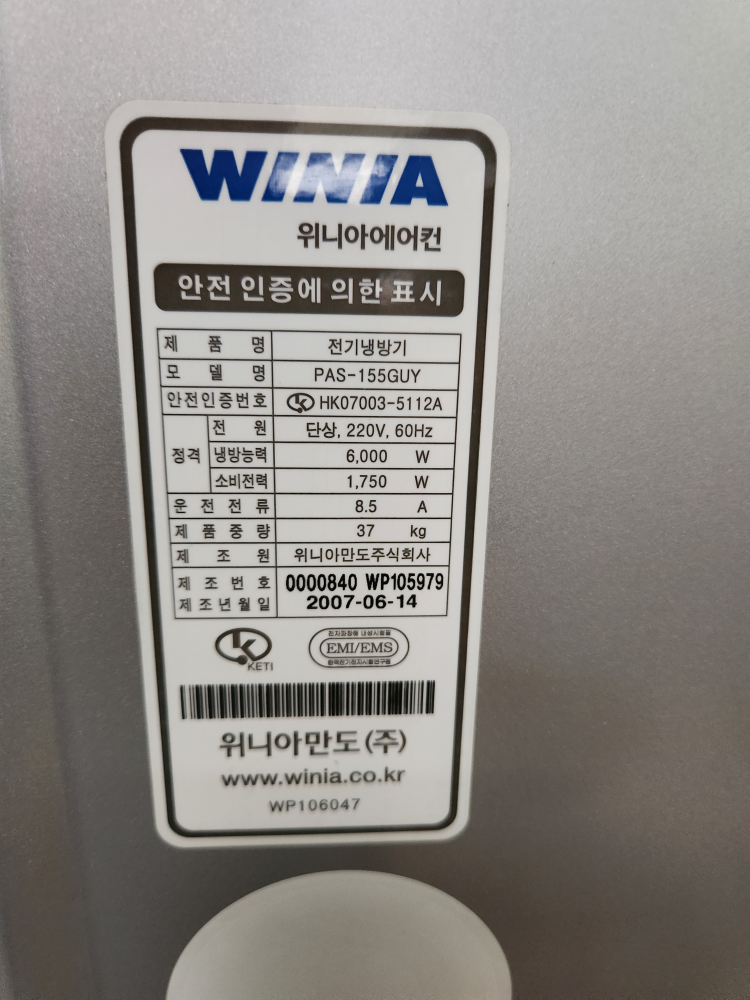 WINIA
위니아에어컨
안전 인증에 의한 표시
제 품 명 전기냉방기
모 델 명 PAS-155GUY
안전인증번호 HK07003-5112A
정격 전 원 단상, 220V, 60Hz
냉방능력 6,000 W
소비전력 1,750 W
운 전 전 류 8.5 A
제 품 중 량 37 kg
제 조 원 위니아만도주식회사
제 조 번 호 0000840 WP105979
제 조 년 월 일 2007-06-14
KETI
EMI/EMS
위니아만도(주)
www.winia.co.kr
WP106047